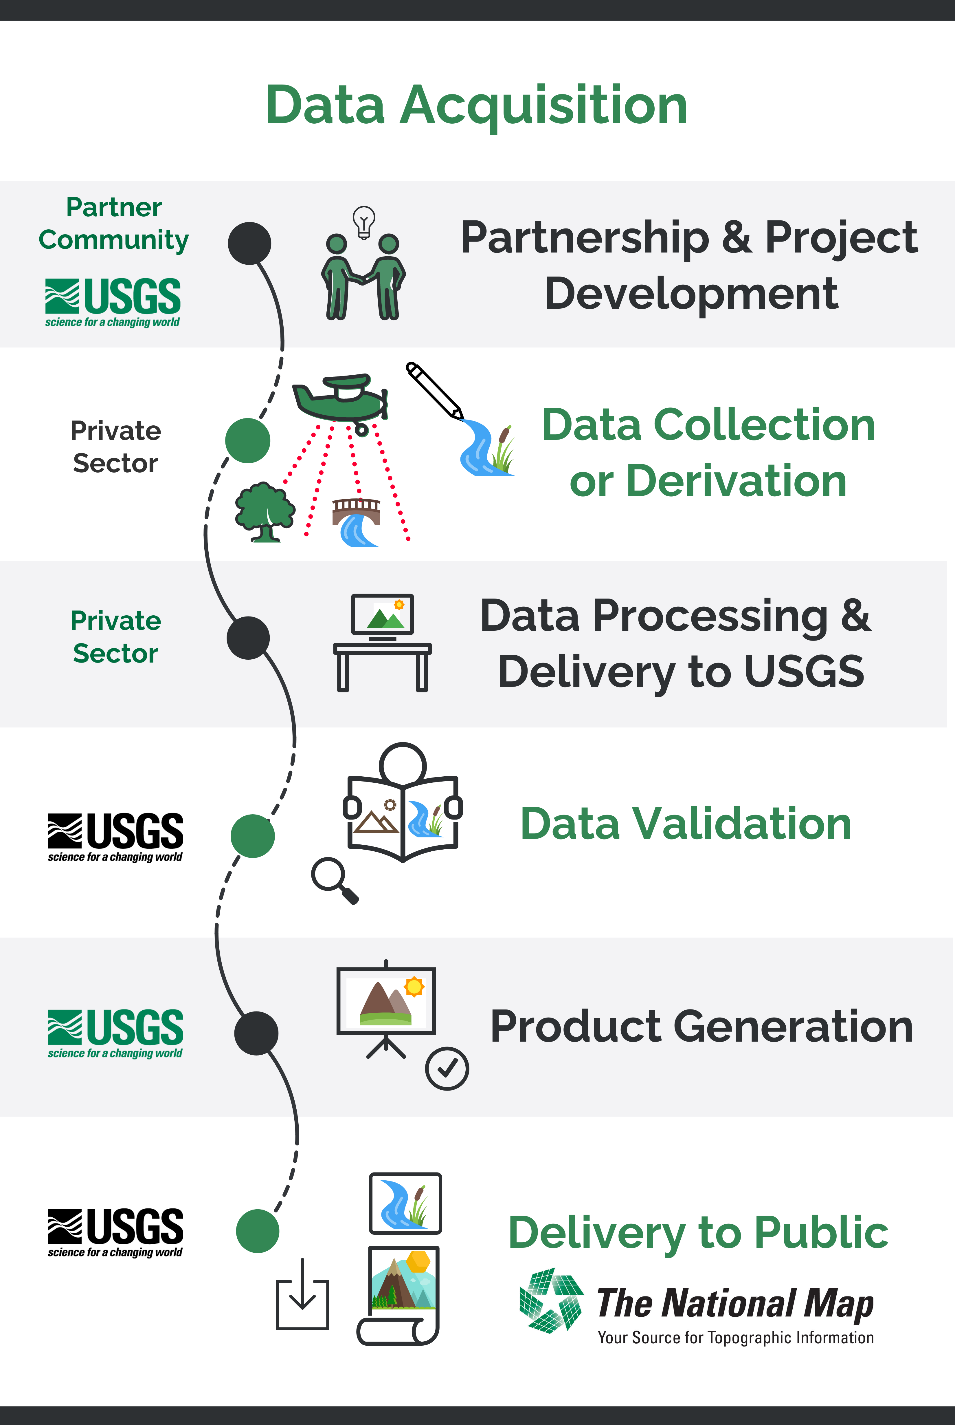 Data Acquisition
Partner
Community
USGS
science for a changing world
Partnership & Project
Development
Private
Sector
Data Collection
or Derivation
Private
Sector
Data Processing &
Delivery to USGS
USGS
science for a changing world
Data Validation
USGS
science for a changing world
Product Generation
USGS
science for a changing world
Delivery to Public
The National Map
Your Source for Topographic Information